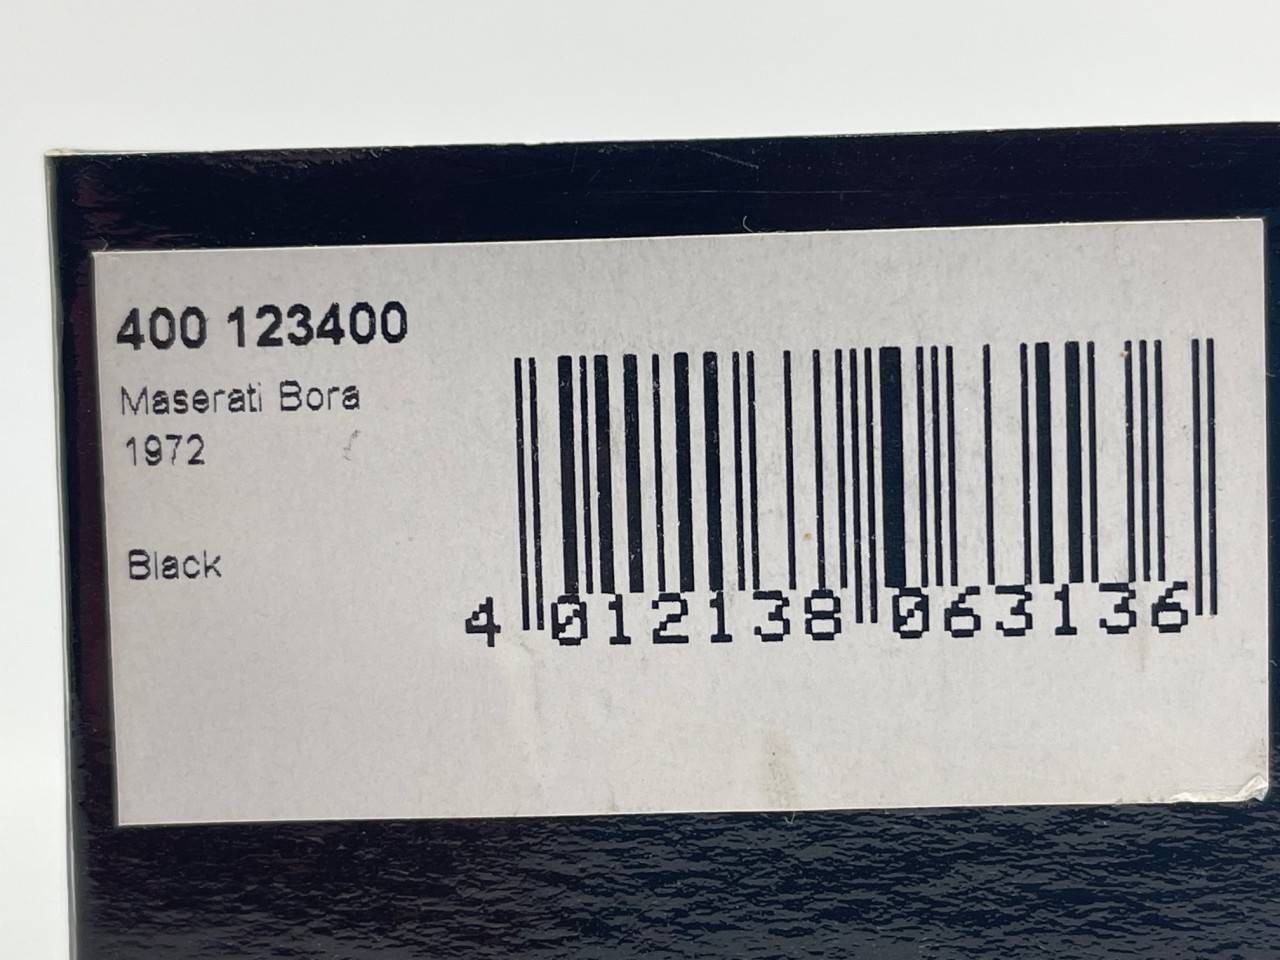 400 123400
Maserati Bora
1972
Black
4 012138 063136